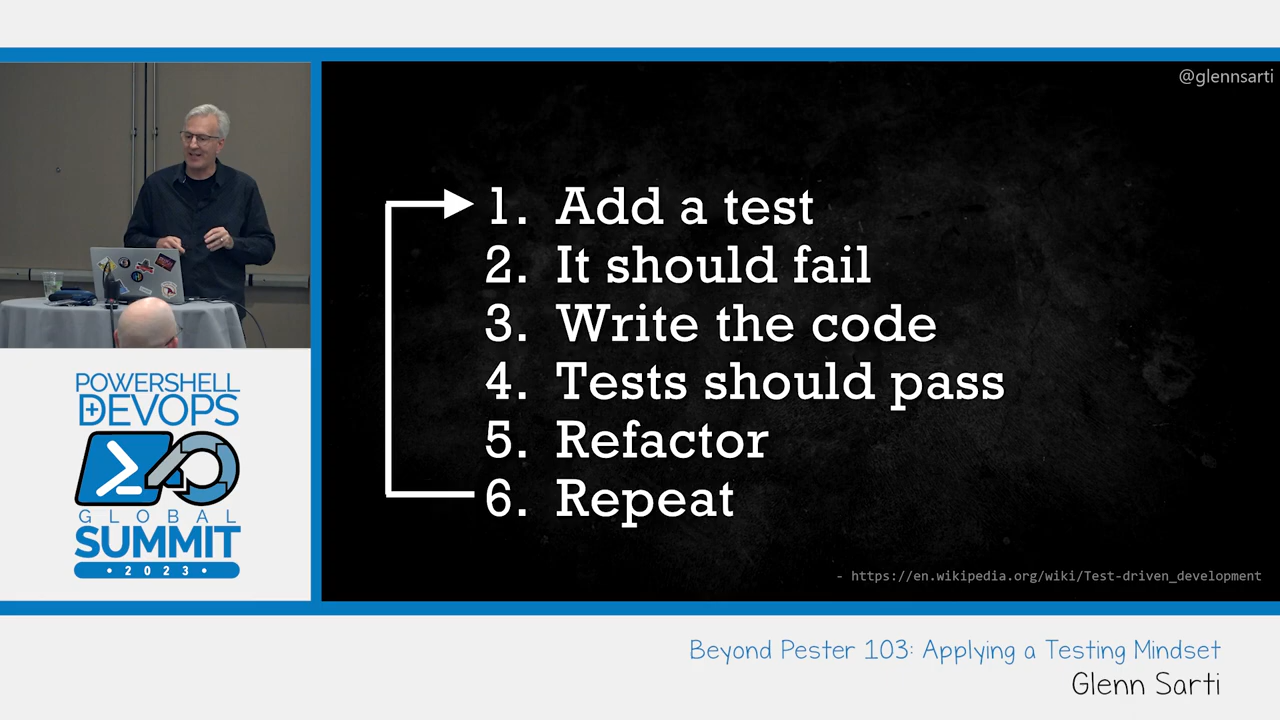 @glennsarti
1. Add a test
2. It should fail
3. Write the code
4. Tests should pass
5. Refactor
6. Repeat
- https://en.wikipedia.org/wiki/Test-driven_development
POWERSHELL
+DEVOPS
GLOBAL
SUMMIT
• 2023 •
Beyond Pester 103: Applying a Testing Mindset
Glenn Sarti